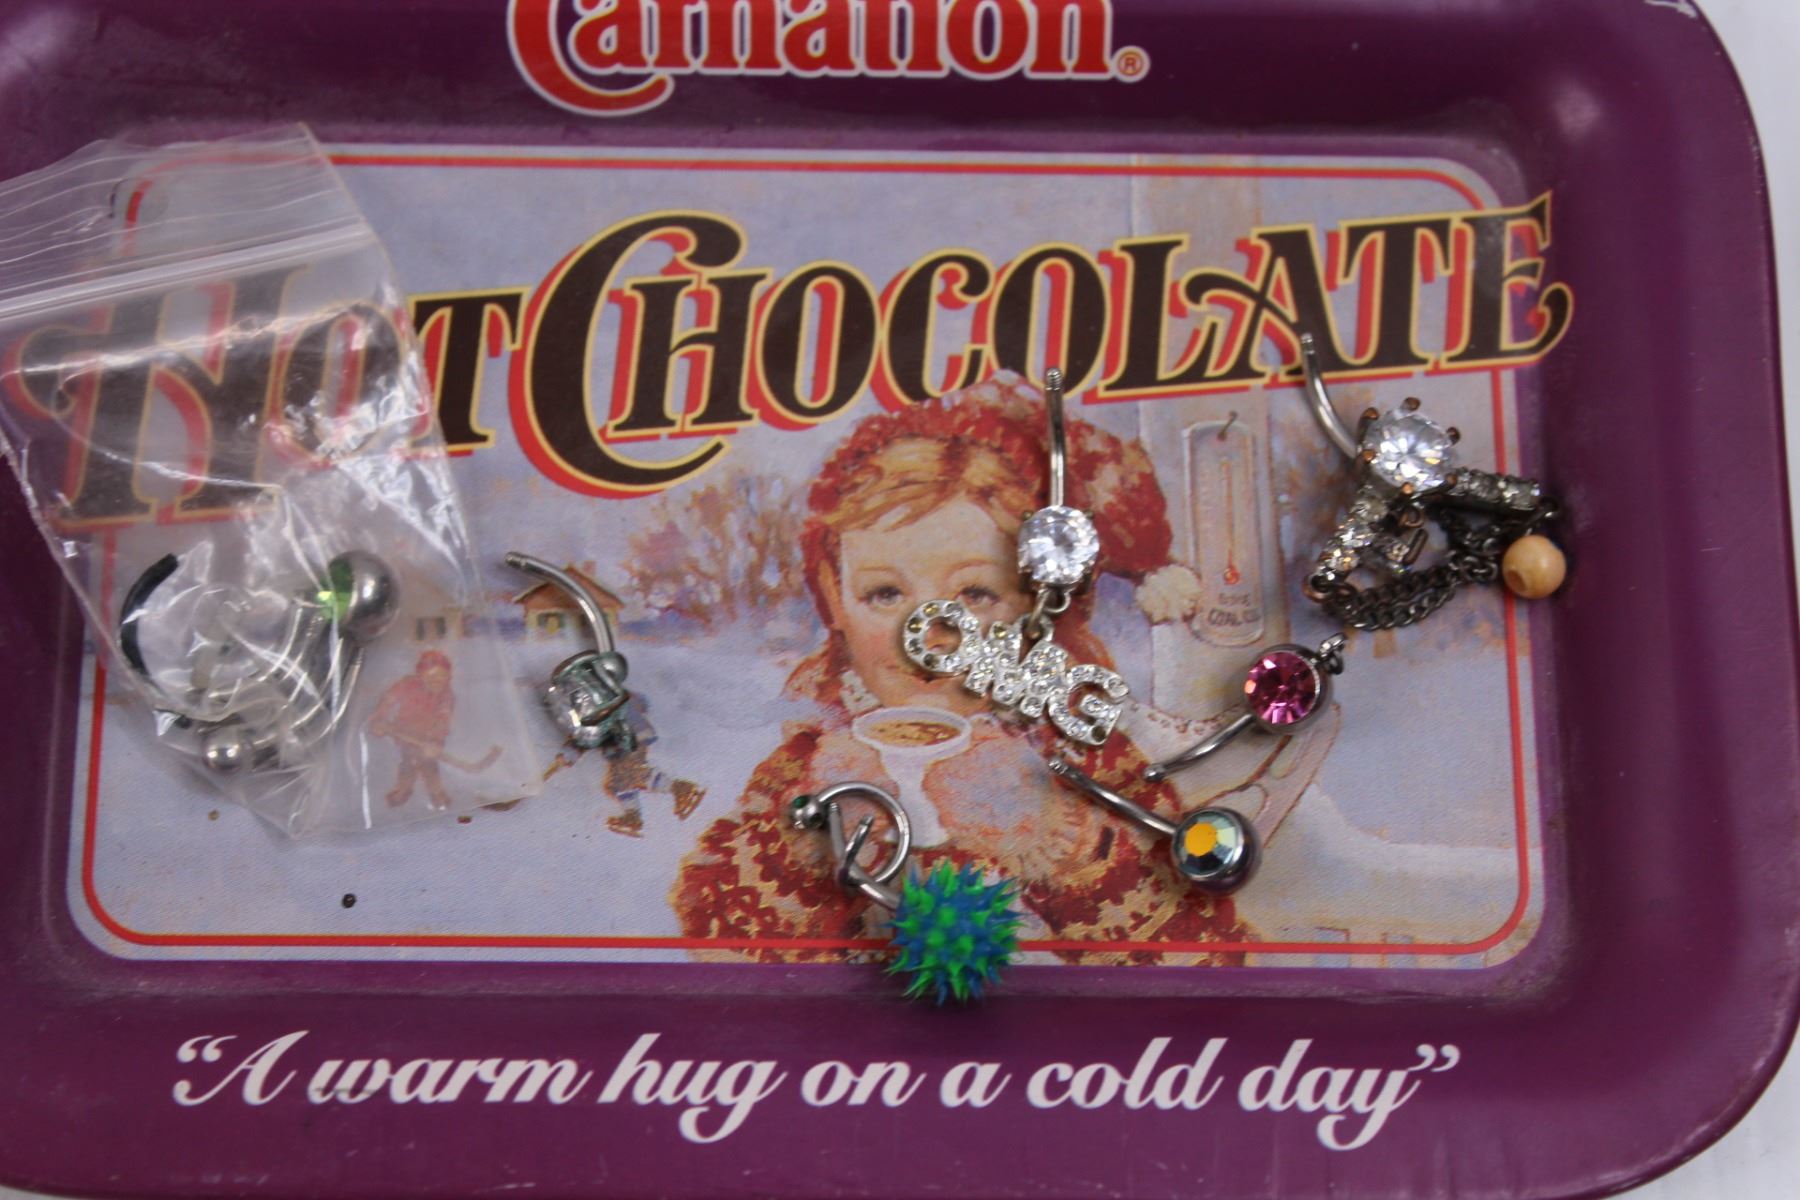 Carnation®
HOT CHOCOLATE
OMG
"A warm hug on a cold day"